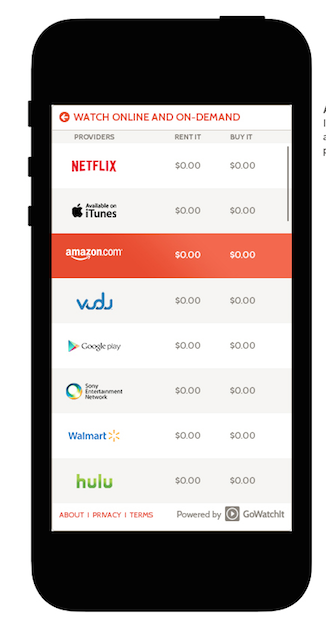 WATCH ONLINE AND ON-DEMAND
PROVIDERS RENT IT BUY IT
NETFLIX $0.00 $0.00
Available on
iTunes $0.00 $0.00
amazon.com $0.00 $0.00
vudu $0.00 $0.00
Google play $0.00 $0.00
Sony
Entertainment
Network $0.00 $0.00
Walmart $0.00 $0.00
hulu $0.00 $0.00
ABOUT | PRIVACY | TERMS Powered by GoWatchIt